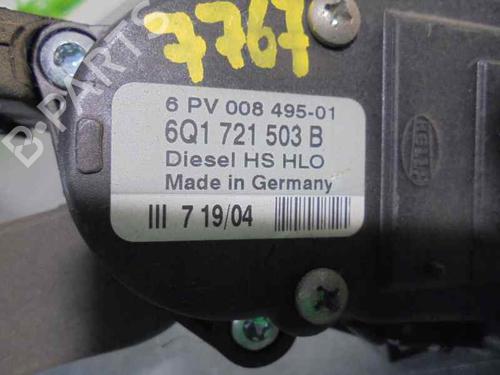 7767
B-PARTS
6 PV 008 495-01
6Q1 721 503 B
Diesel HS HLO
Made in Germany
III 7 19/04
HELLA